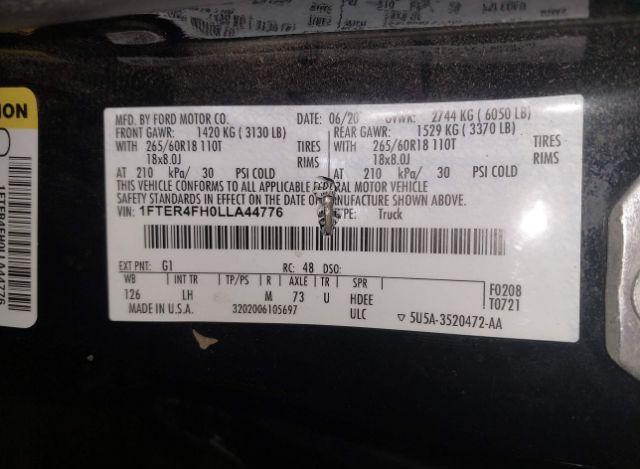 MFD. BY FORD MOTOR CO. DATE: 06/20 GVWR: 2744 KG ( 6050 LB)
FRONT GAWR: 1420 KG ( 3130 LB) REAR GAWR: 1529 KG ( 3370 LB)
WITH 265/60R18 110T TIRES WITH 265/60R18 110T TIRES
18x8.0J RIMS 18x8.0J RIMS
AT 210 kPa/ 30 PSI COLD AT 210 kPa/ 30 PSI COLD
THIS VEHICLE CONFORMS TO ALL APPLICABLE FEDERAL MOTOR VEHICLE
SAFETY STANDARDS IN EFFECT ON THE DATE OF MANUFACTURE SHOWN ABOVE.
VIN: 1FTER4FH0LLA44776 TYPE: Truck
EXT PNT: G1 RC: 48 DSO:
WB INT TR TP/PS R AXLE TR SPR F0208
126 LH M 73 U HDEE T0721
MADE IN U.S.A. 3202006105697 ULC ▽ 5U5A-3520472-AA
ION
1FTER4FH0LLA44776